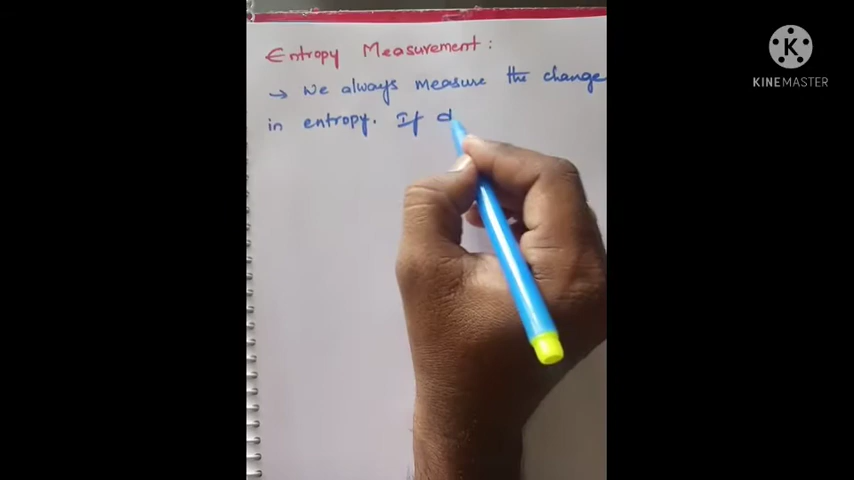 Entropy Measurement:
→ We always measure the change
in entropy. If d
K
KINEMASTER